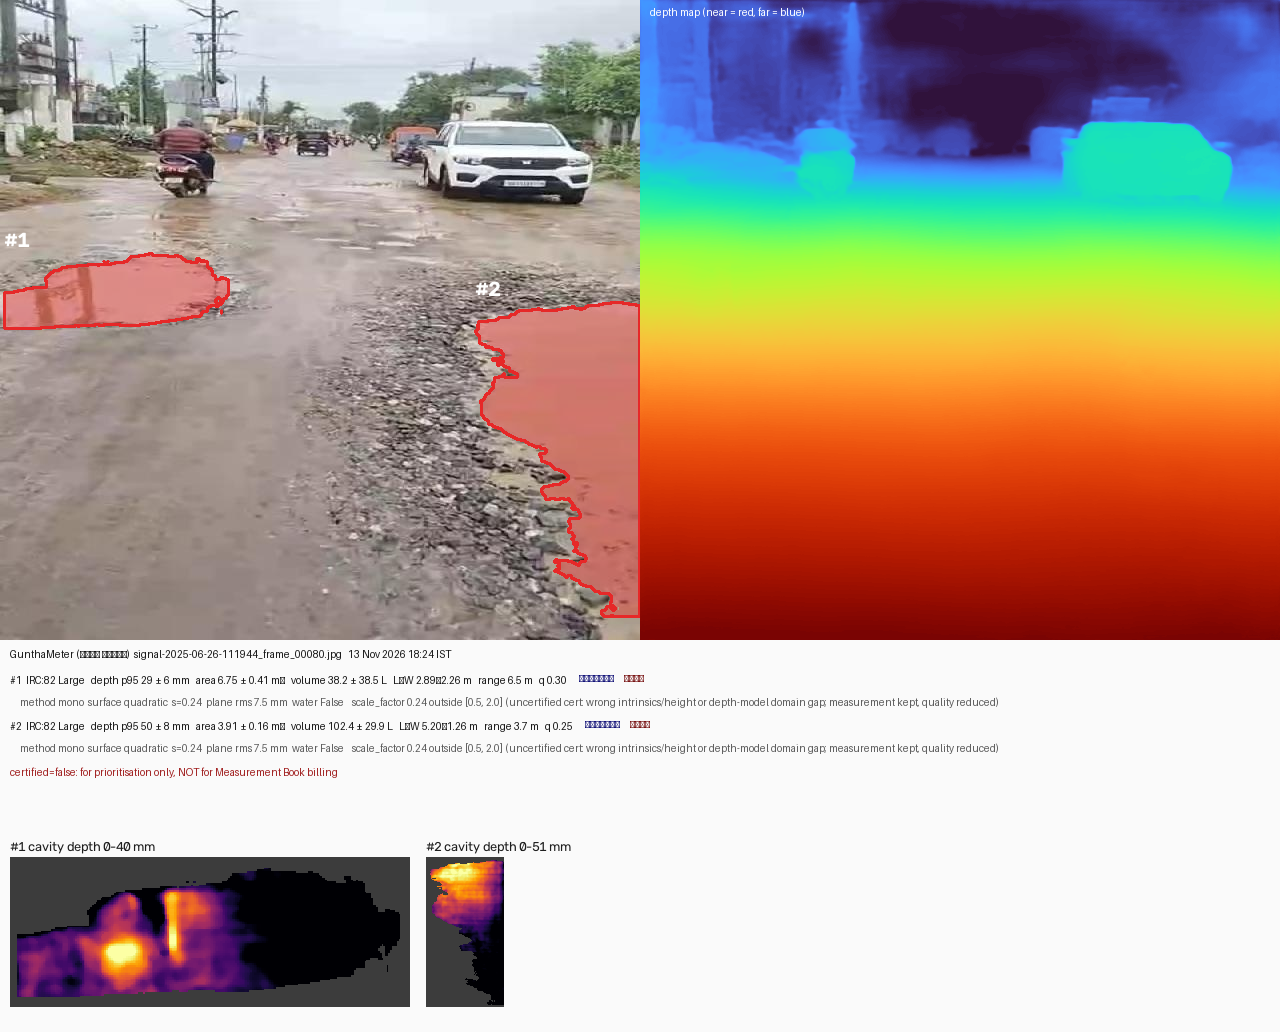 depth map (near = red, far = blue)
#1
#2
GunthaMeter ( ) signal-2025-06-26-111944_frame_00080.jpg 13 Nov 2026 18:24 IST
#1 IRC:82 Large depth p95 29 ± 6 mm area 6.75 ± 0.41 m volume 38.2 ± 38.5 L L W 2.89 2.26 m range 6.5 m q 0.30
method mono surface quadratic s=0.24 plane rms 7.5 mm water False scale_factor 0.24 outside [0.5, 2.0] (uncertified cert: wrong intrinsics/height or depth-model domain gap; measurement kept, quality reduced)
#2 IRC:82 Large depth p95 50 ± 8 mm area 3.91 ± 0.16 m volume 102.4 ± 29.9 L L W 5.20 1.26 m range 3.7 m q 0.25
method mono surface quadratic s=0.24 plane rms 7.5 mm water False scale_factor 0.24 outside [0.5, 2.0] (uncertified cert: wrong intrinsics/height or depth-model domain gap; measurement kept, quality reduced)
certified=false: for prioritisation only, NOT for Measurement Book billing
#1 cavity depth 0-40 mm
#2 cavity depth 0-51 mm